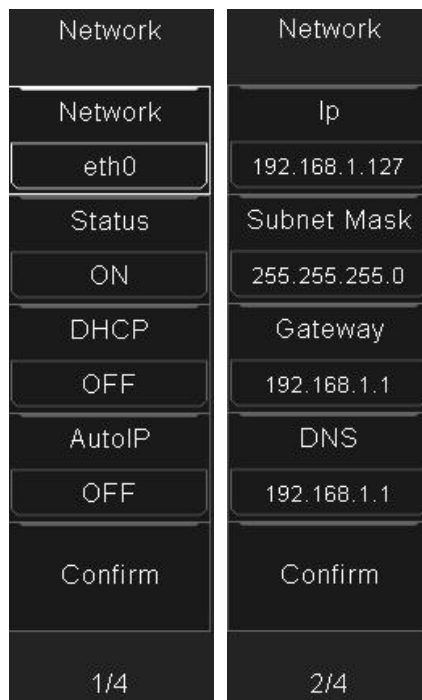 Network
Network
eth0
Status
ON
DHCP
OFF
AutoIP
OFF
Confirm
1/4
Network
Ip
192.168.1.127
Subnet Mask
255.255.255.0
Gateway
192.168.1.1
DNS
192.168.1.1
Confirm
2/4